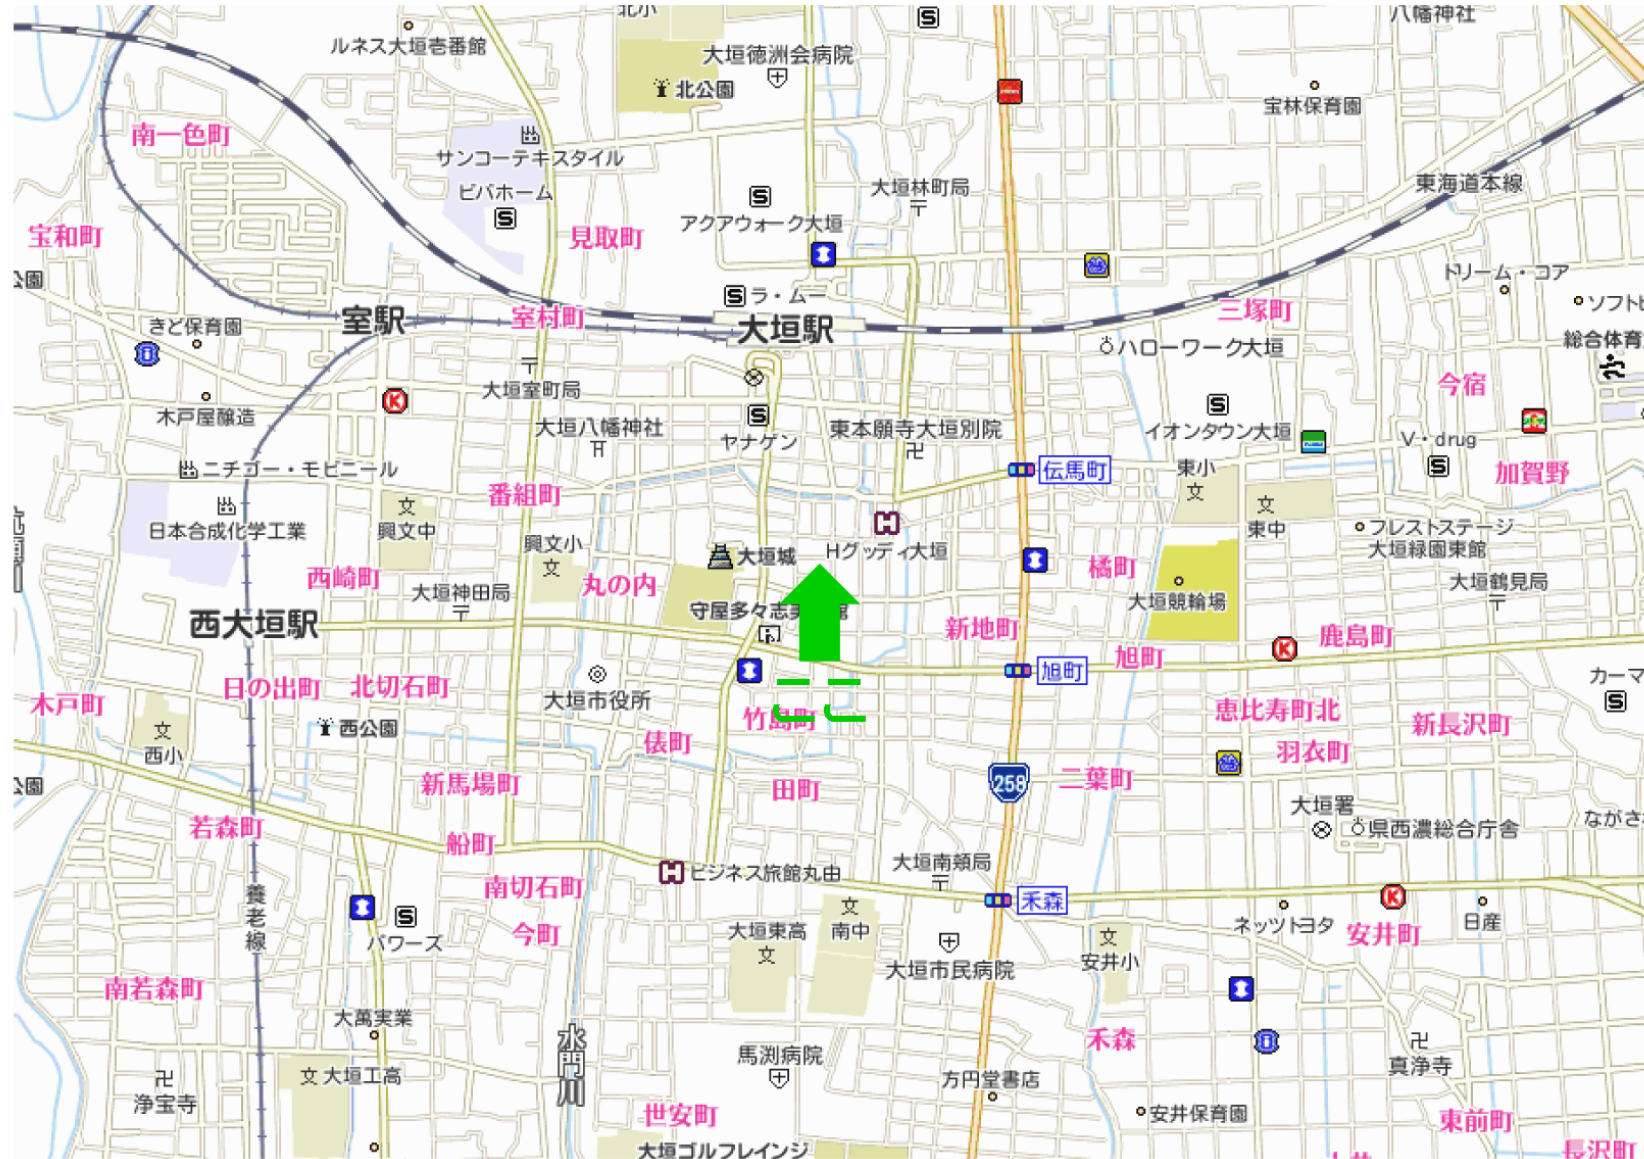 北小
八幡神社
ルネス大垣壱番館
大垣徳洲会病院
北公園
宝林保育園
南一色町
サンコーテキスタイル
ビバホーム
大垣林町局
東海道本線
アクアウォーク大垣
宝和町
見取町
公園
ドリーム・コア
ラ・ムー
ソフトピ
きど保育園
室駅
室村町
大垣駅
三塚町
ハローワーク大垣
総合体育
大垣室町局
今宿
木戸屋醸造
大垣八幡神社
ヤナゲン
東本願寺大垣別院
イオンタウン大垣
V・drug
ニチゴー・モビニール
伝馬町
東小
加賀野
番組町
日本合成化学工業
興文中
東中
フレストステージ
大垣緑園東館
興文小
大垣城
Hグッディ大垣
橘町
西崎町
大垣神田局
丸の内
大垣競輪場
大垣鶴見局
西大垣駅
守屋多々志美
館
新地町
旭町
鹿島町
旭町
カーマ
日の出町
北切石町
大垣市役所
木戸町
竹島町
恵比寿町北
新長沢町
西公園
西小
俵町
羽衣町
公園
新馬場町
田町
258
二葉町
大垣署
県西濃総合庁舎
ながさ
若森町
船町
ビジネス旅館丸由
大垣南頬局
養老線
南切石町
禾森
ネッツトヨタ
日産
パワーズ
今町
大垣東高
南中
安井町
大垣市民病院
安井小
南若森町
大萬実業
水門川
馬渕病院
禾森
真浄寺
大垣工高
方円堂書店
浄宝寺
世安町
安井保育園
東前町
大垣ゴルフレインジ
長沢町